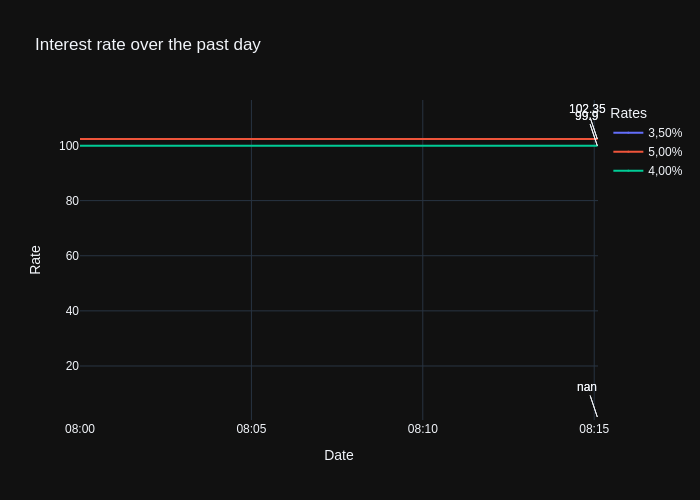 Interest rate over the past day
102.35
99.9
Rates
3,50%
5,00%
4,00%
100
80
60
40
20
Rate
nan
08:00
08:05
08:10
08:15
Date